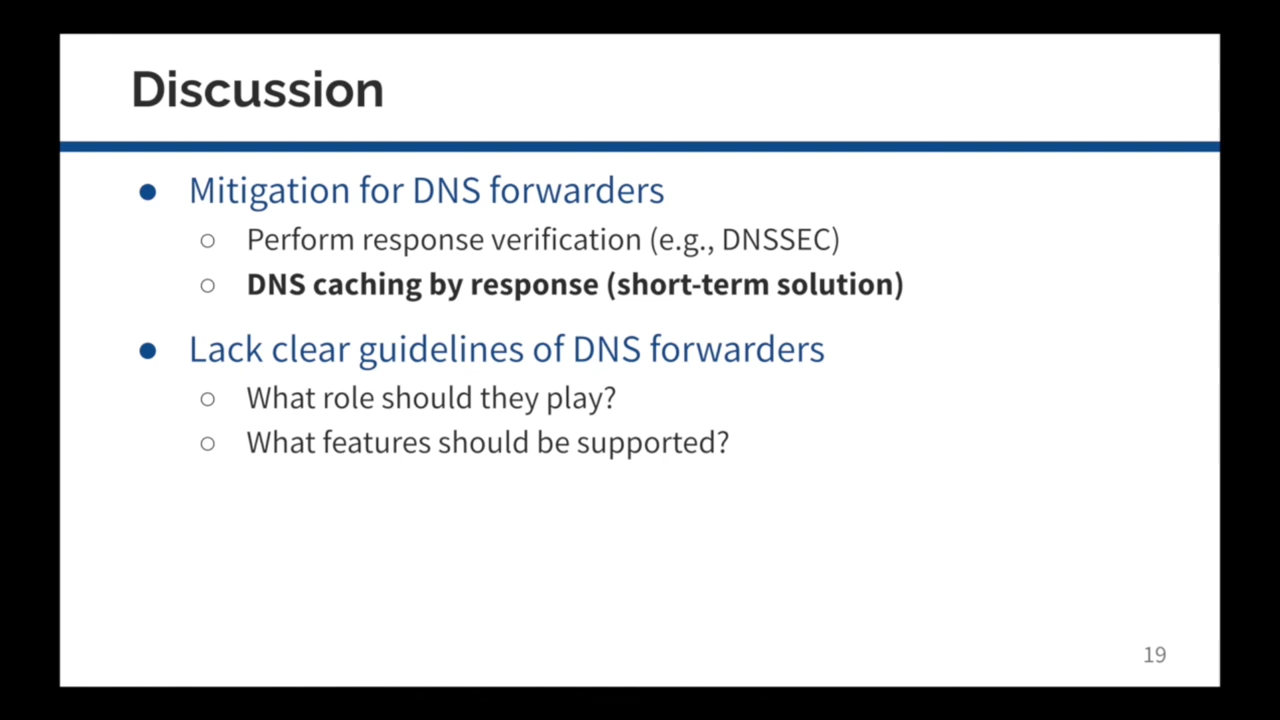 Discussion
● Mitigation for DNS forwarders
○ Perform response verification (e.g., DNSSEC)
○ DNS caching by response (short-term solution)
● Lack clear guidelines of DNS forwarders
○ What role should they play?
○ What features should be supported?
19